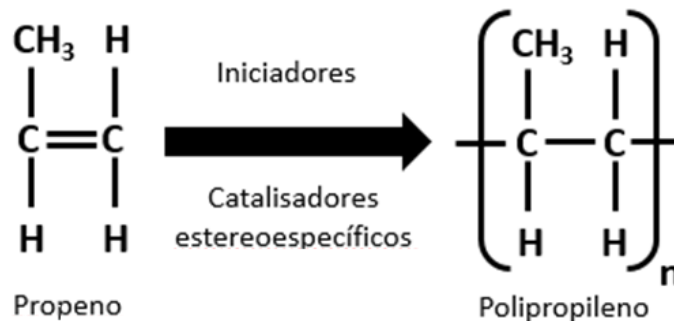 CH₃ H
C=C
H H
Propeno
Iniciadores
Catalisadores
estereoespecíficos
CH₃ H
C—C
H H
n
Polipropileno